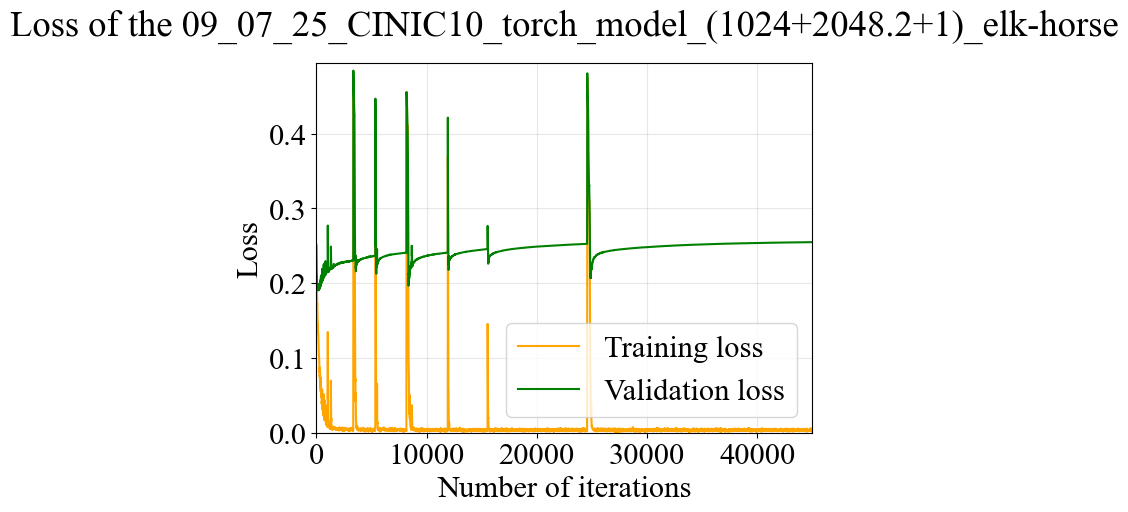 Loss of the 09_07_25_CINIC10_torch_model_(1024+2048.2+1)_elk-horse
0.4
0.3
0.2
0.1
0.0
Loss
Training loss
Validation loss
0 10000 20000 30000 40000
Number of iterations